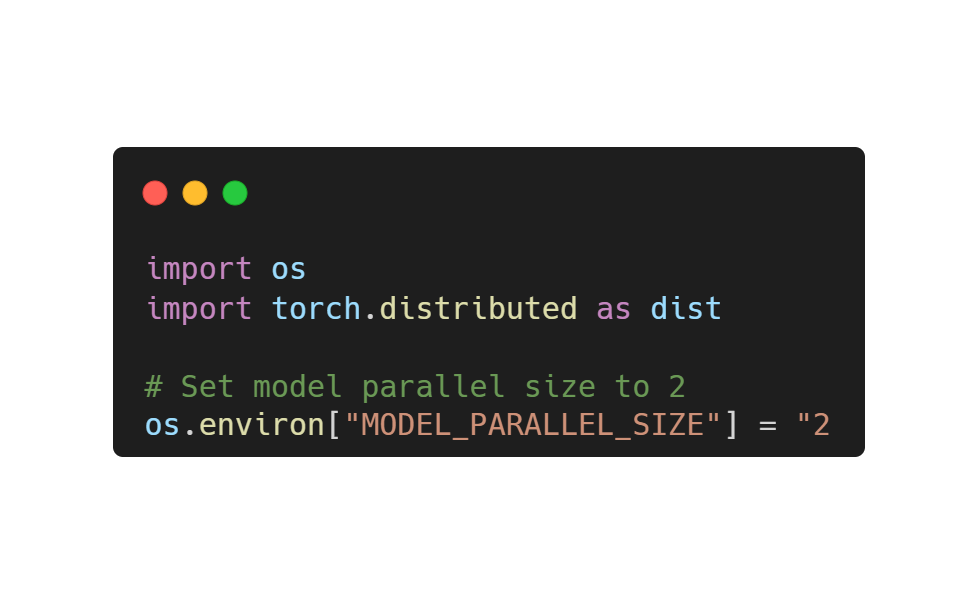 import os
import torch.distributed as dist
# Set model parallel size to 2
os.environ["MODEL_PARALLEL_SIZE"] = "2